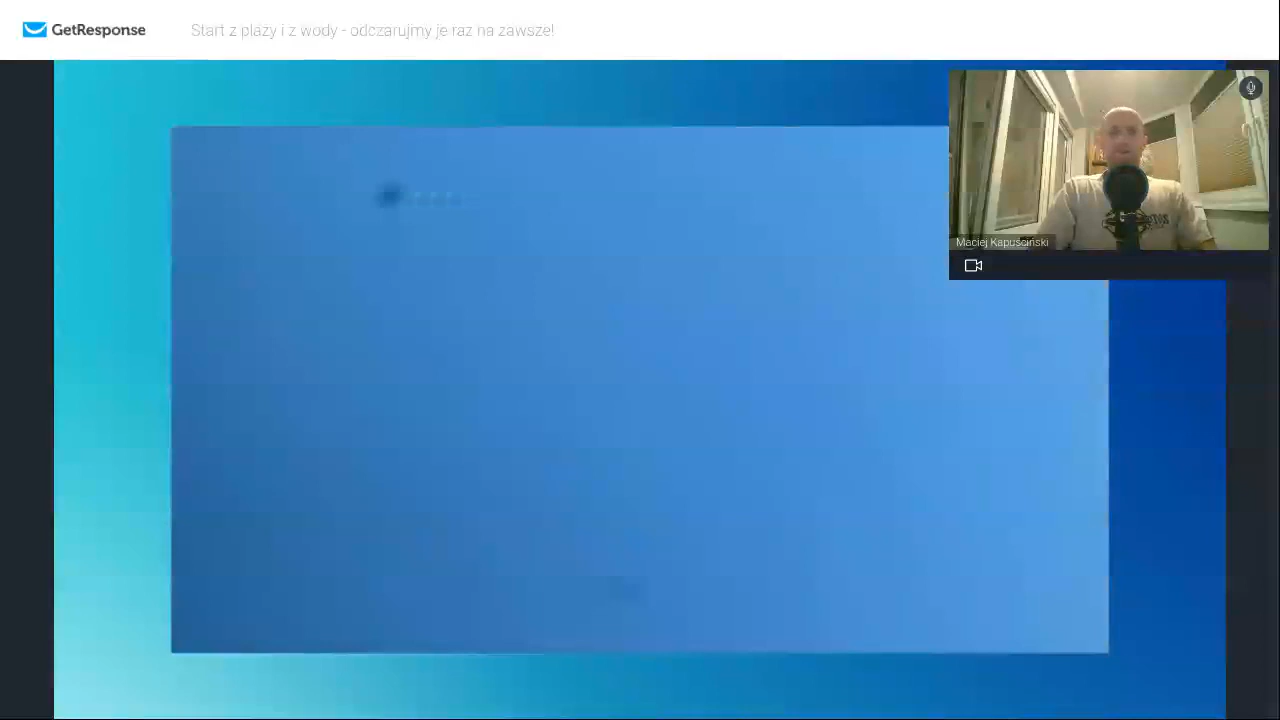 GetResponse
Start z plaży i z wody - odczarujmy je raz na zawsze!
Maciej Kapuściński